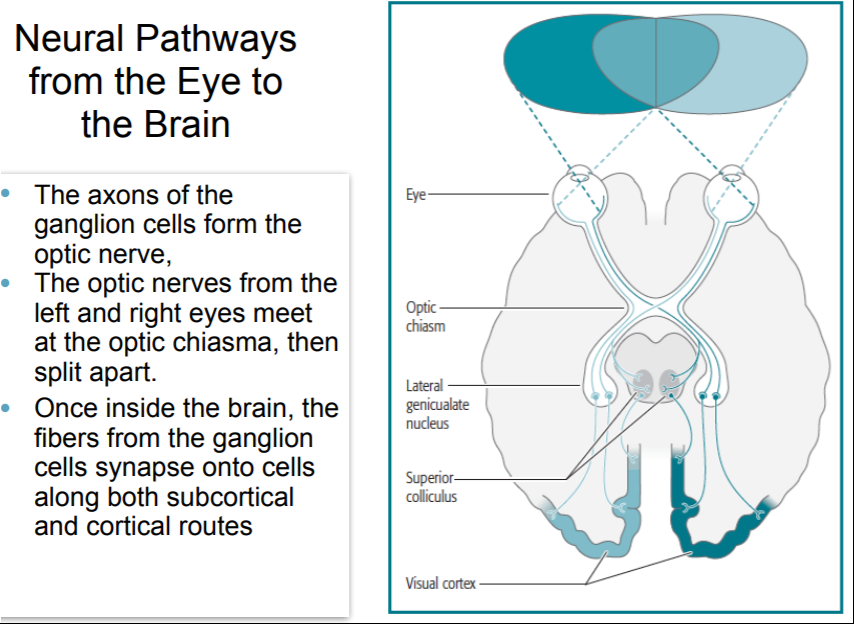 Neural Pathways
from the Eye to
the Brain
• The axons of the
ganglion cells form the
optic nerve,
• The optic nerves from the
left and right eyes meet
at the optic chiasma, then
split apart.
• Once inside the brain, the
fibers from the ganglion
cells synapse onto cells
along both subcortical
and cortical routes
Eye
Optic
chiasm
Lateral
genicualate
nucleus
Superior
colliculus
Visual cortex